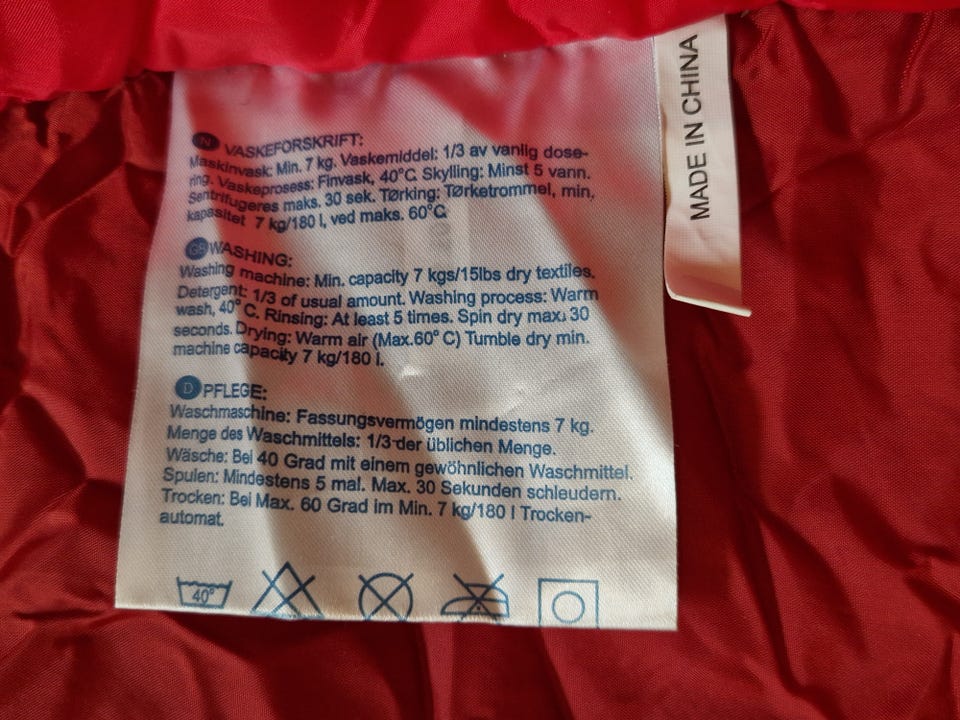 N VASKEFORSKRIFT:
Maskinvask: Min. 7 kg. Vaskemiddel: 1/3 av vanlig dose-
ring. Vaskeprosess: Finvask, 40°C. Skylling: Minst 5 vann.
Sentrifugeres maks. 30 sek. Tørking: Tørketrommel, min,
kapasitet 7 kg/180 l, ved maks. 60°C
GB WASHING:
Washing machine: Min. capacity 7 kgs/15lbs dry textiles.
Detergent: 1/3 of usual amount. Washing process: Warm
wash, 40° C. Rinsing: At least 5 times. Spin dry max: 30
seconds. Drying: Warm air (Max.60° C) Tumble dry min.
machine capacity 7 kg/180 l.
D PFLEGE:
Waschmaschine: Fassungsvermögen mindestens 7 kg.
Menge des Waschmittels: 1/3 der üblichen Menge.
Wäsche: Bei 40 Grad mit einem gewöhnlichen Waschmittel.
Spulen: Mindestens 5 mal. Max. 30 Sekunden schleudern.
Trocken: Bei Max. 60 Grad im Min. 7 kg/180 l Trocken-
automat.
40°
MADE IN CHINA